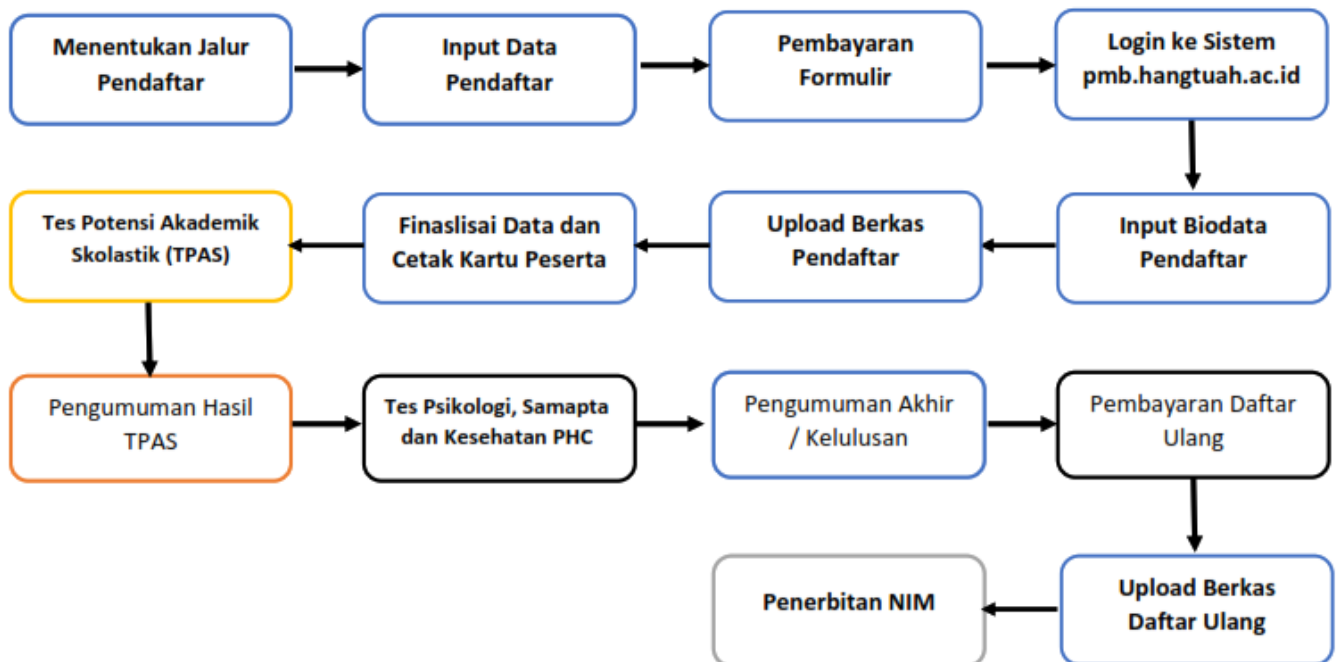 Menentukan Jalur
Pendaftar
Input Data
Pendaftar
Pembayaran
Formulir
Login ke Sistem
pmb.hangtuah.ac.id
Input Biodata
Pendaftar
Upload Berkas
Pendaftar
Finaslisai Data dan
Cetak Kartu Peserta
Tes Potensi Akademik
Skolastik (TPAS)
Pengumuman Hasil
TPAS
Tes Psikologi, Samapta
dan Kesehatan PHC
Pengumuman Akhir
/ Kelulusan
Pembayaran Daftar
Ulang
Upload Berkas
Daftar Ulang
Penerbitan NIM